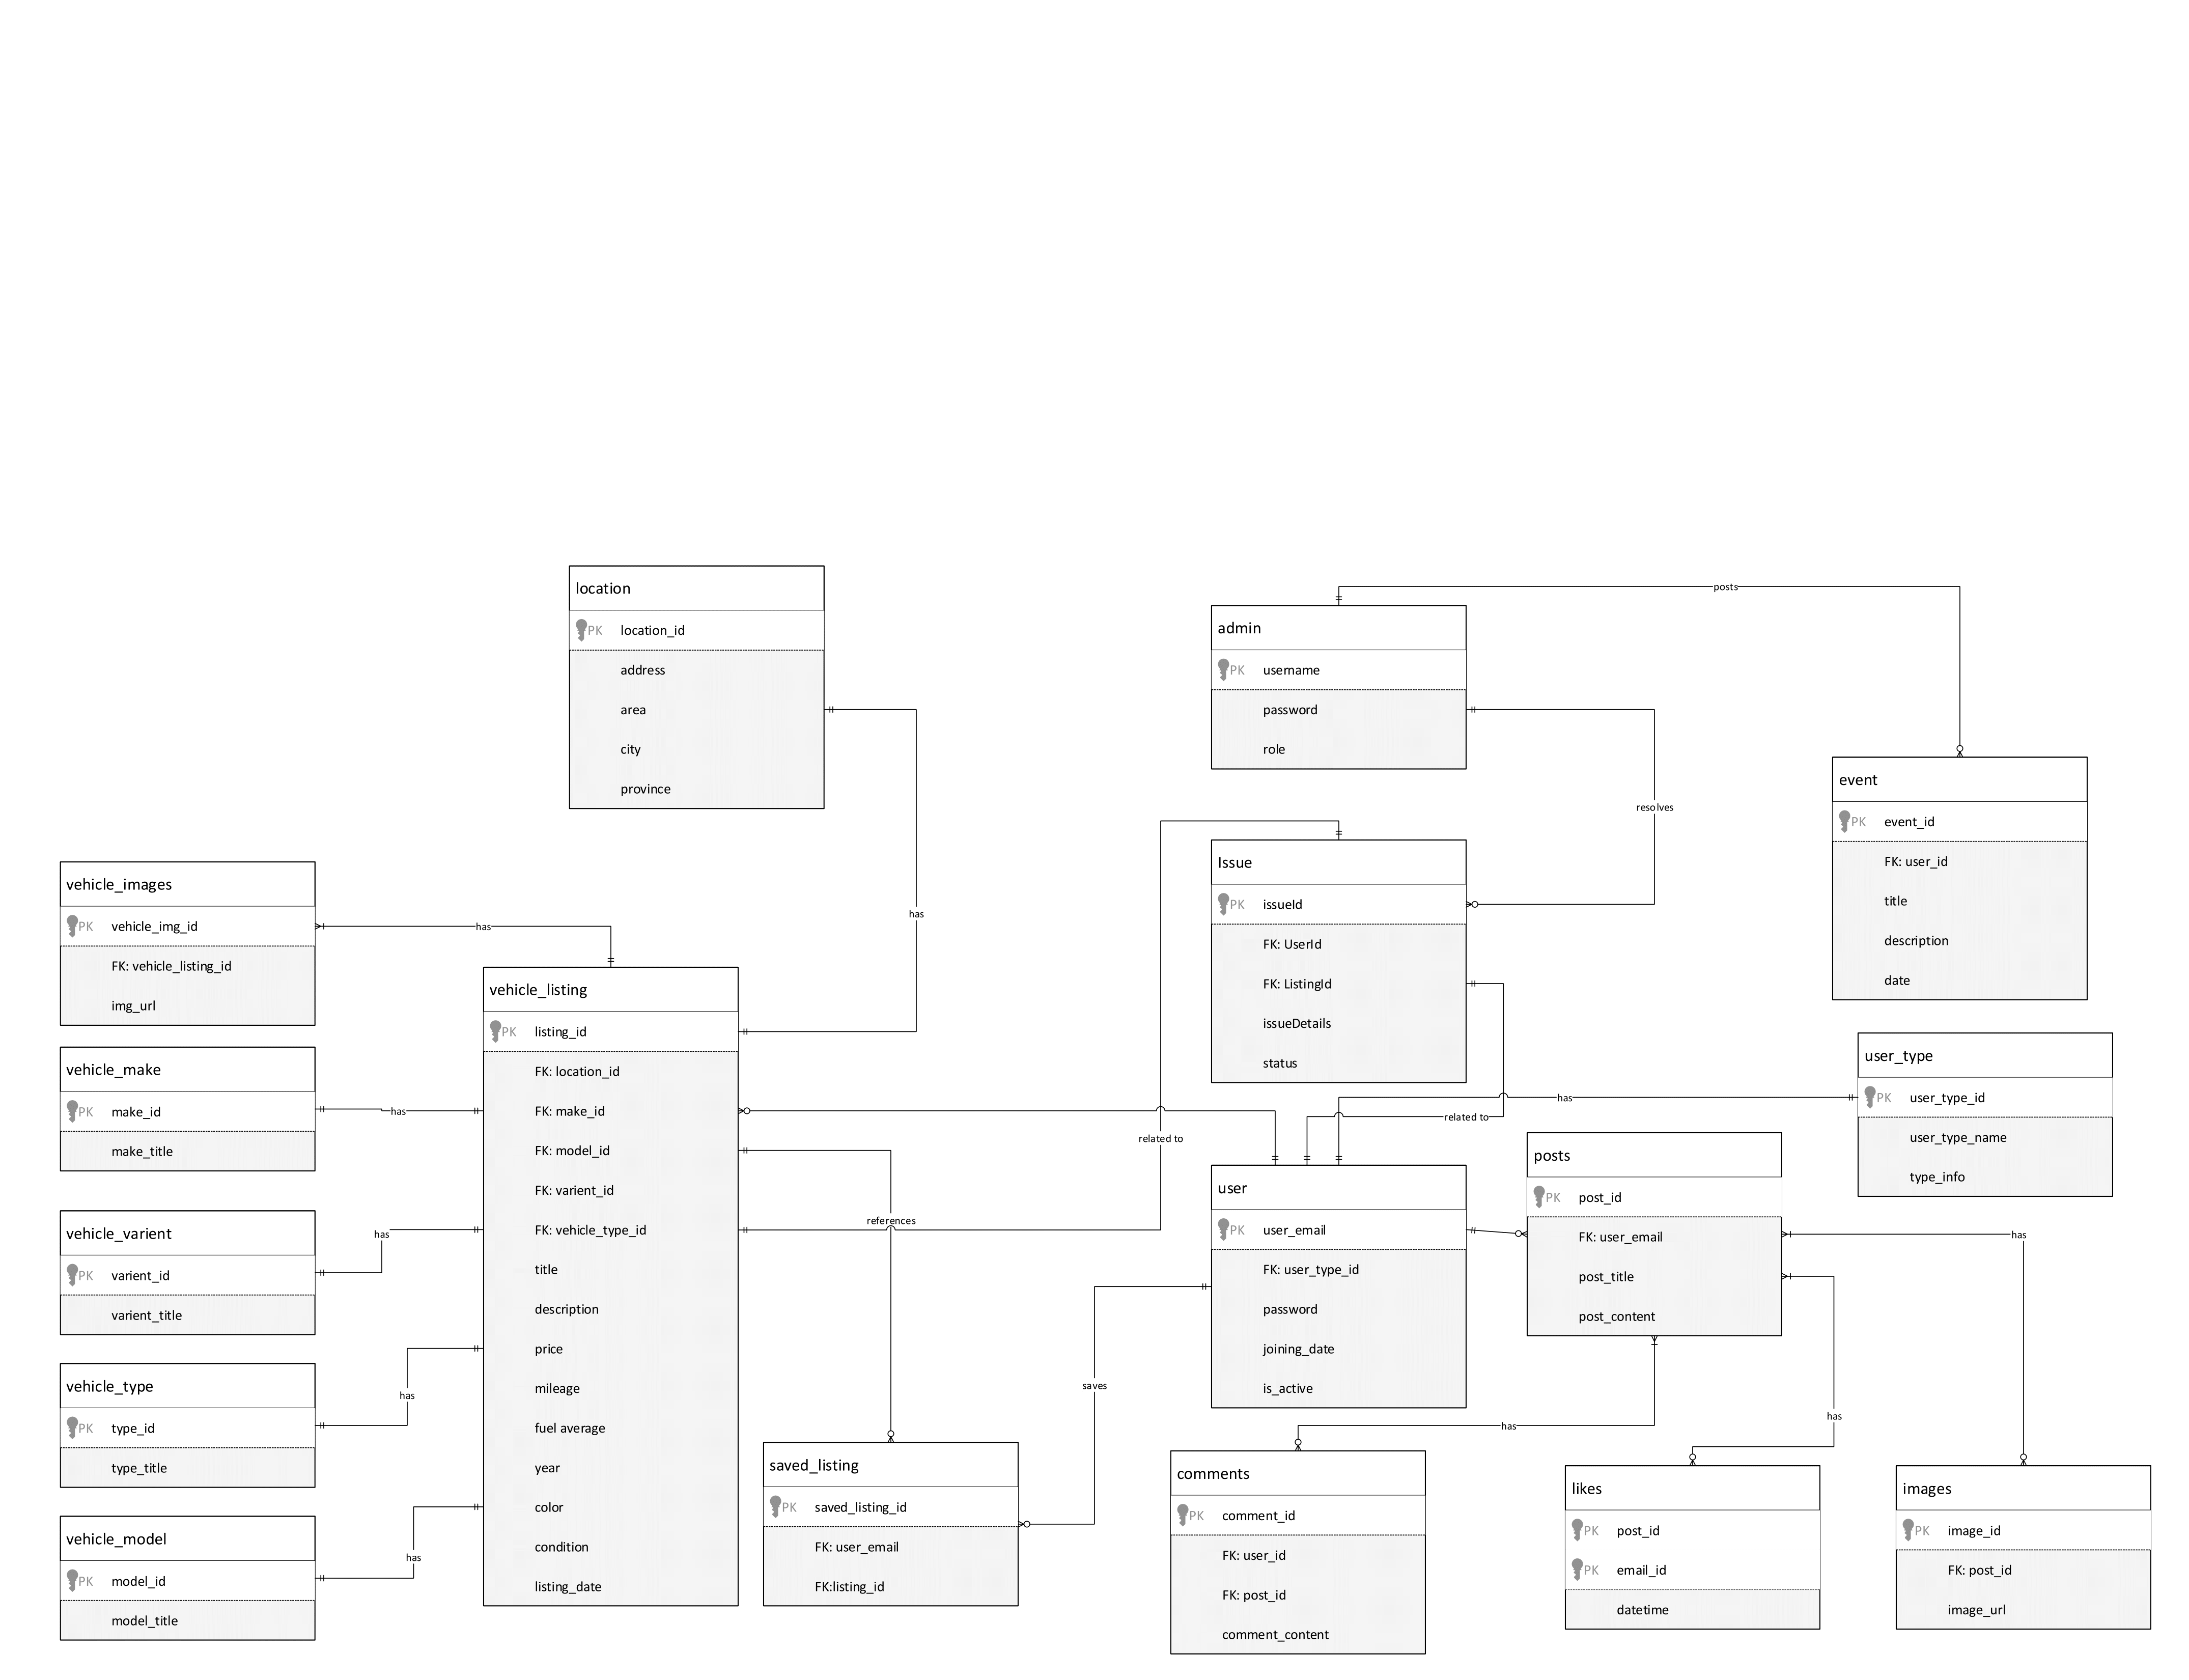 location
PK location_id
address
area
city
province
admin
PK username
password
role
posts
resolves
event
PK event_id
FK: user_id
title
description
date
Issue
PK issueId
FK: UserId
FK: ListingId
issueDetails
status
vehicle_images
PK vehicle_img_id
FK: vehicle_listing_id
img_url
has
has
vehicle_make
PK make_id
make_title
has
vehicle_varient
PK varient_id
varient_title
has
vehicle_type
PK type_id
type_title
has
vehicle_model
PK model_id
model_title
has
vehicle_listing
PK listing_id
FK: location_id
FK: make_id
FK: model_id
FK: varient_id
FK: vehicle_type_id
title
description
price
mileage
fuel average
year
color
condition
listing_date
references
related to
related to
has
user_type
PK user_type_id
user_type_name
type_info
user
PK user_email
FK: user_type_id
password
joining_date
is_active
posts
PK post_id
FK: user_email
post_title
post_content
saves
has
has
has
saved_listing
PK saved_listing_id
FK: user_email
FK:listing_id
comments
PK comment_id
FK: user_id
FK: post_id
comment_content
likes
PK post_id
PK email_id
datetime
images
PK image_id
FK: post_id
image_url